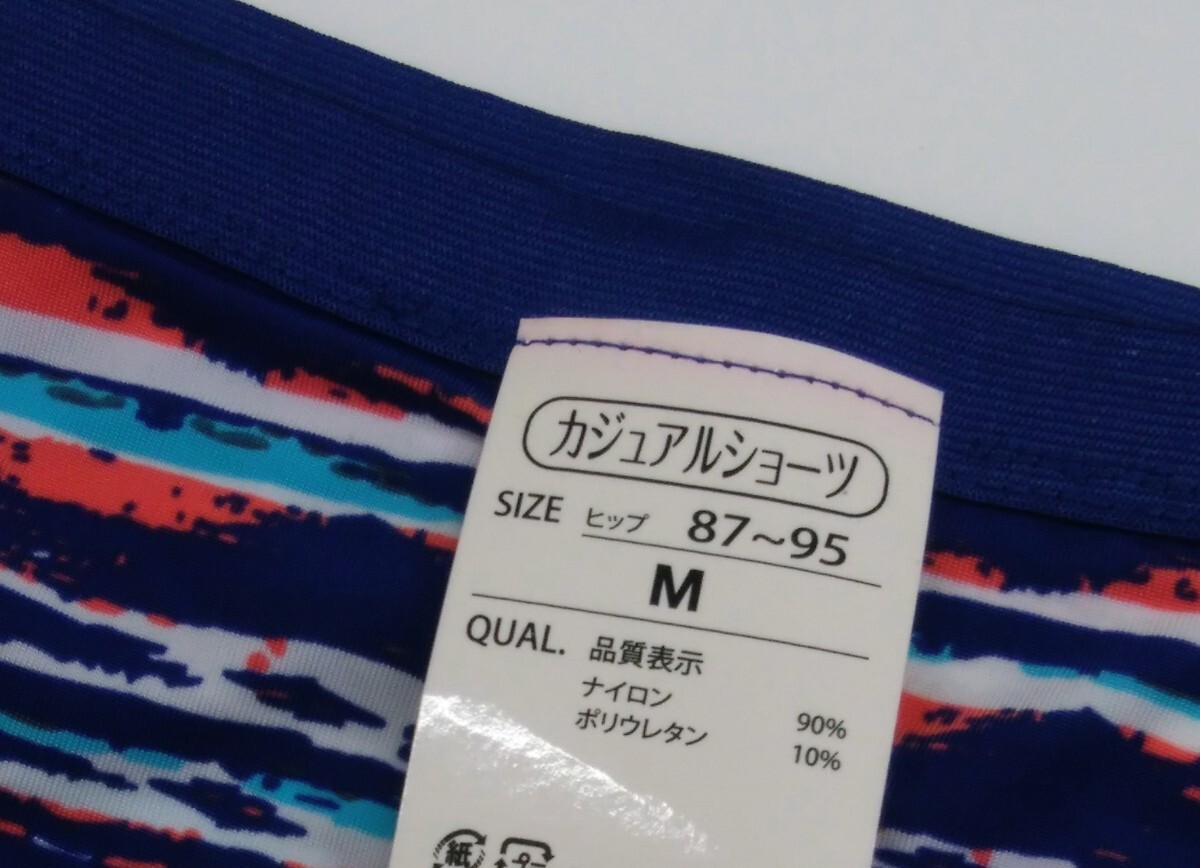 カジュアルショーツ
SIZE ヒップ 87~95
M
QUAL. 品質表示
ナイロン 90%
ポリウレタン 10%
紙